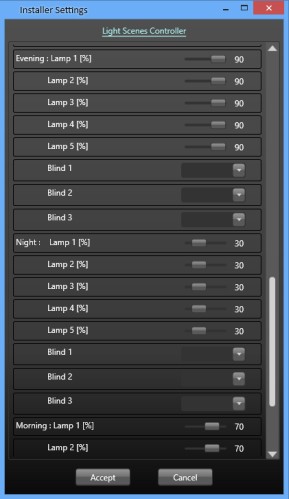 Installer Settings
Light Scenes Controller
Evening : Lamp 1 [%] 90
Lamp 2 [%] 90
Lamp 3 [%] 90
Lamp 4 [%] 90
Lamp 5 [%] 90
Blind 1
Blind 2
Blind 3
Night : Lamp 1 [%] 30
Lamp 2 [%] 30
Lamp 3 [%] 30
Lamp 4 [%] 30
Lamp 5 [%] 30
Blind 1
Blind 2
Blind 3
Morning : Lamp 1 [%] 70
Lamp 2 [%] 70
Accept Cancel